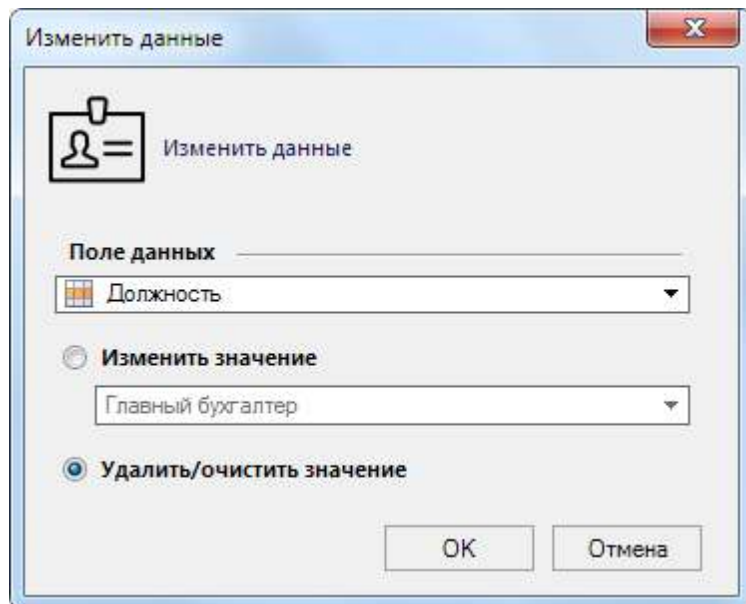 Изменить данные
Изменить данные
Поле данных
Должность
Изменить значение
Главный бухгалтер
Удалить/очистить значение
OK Отмена